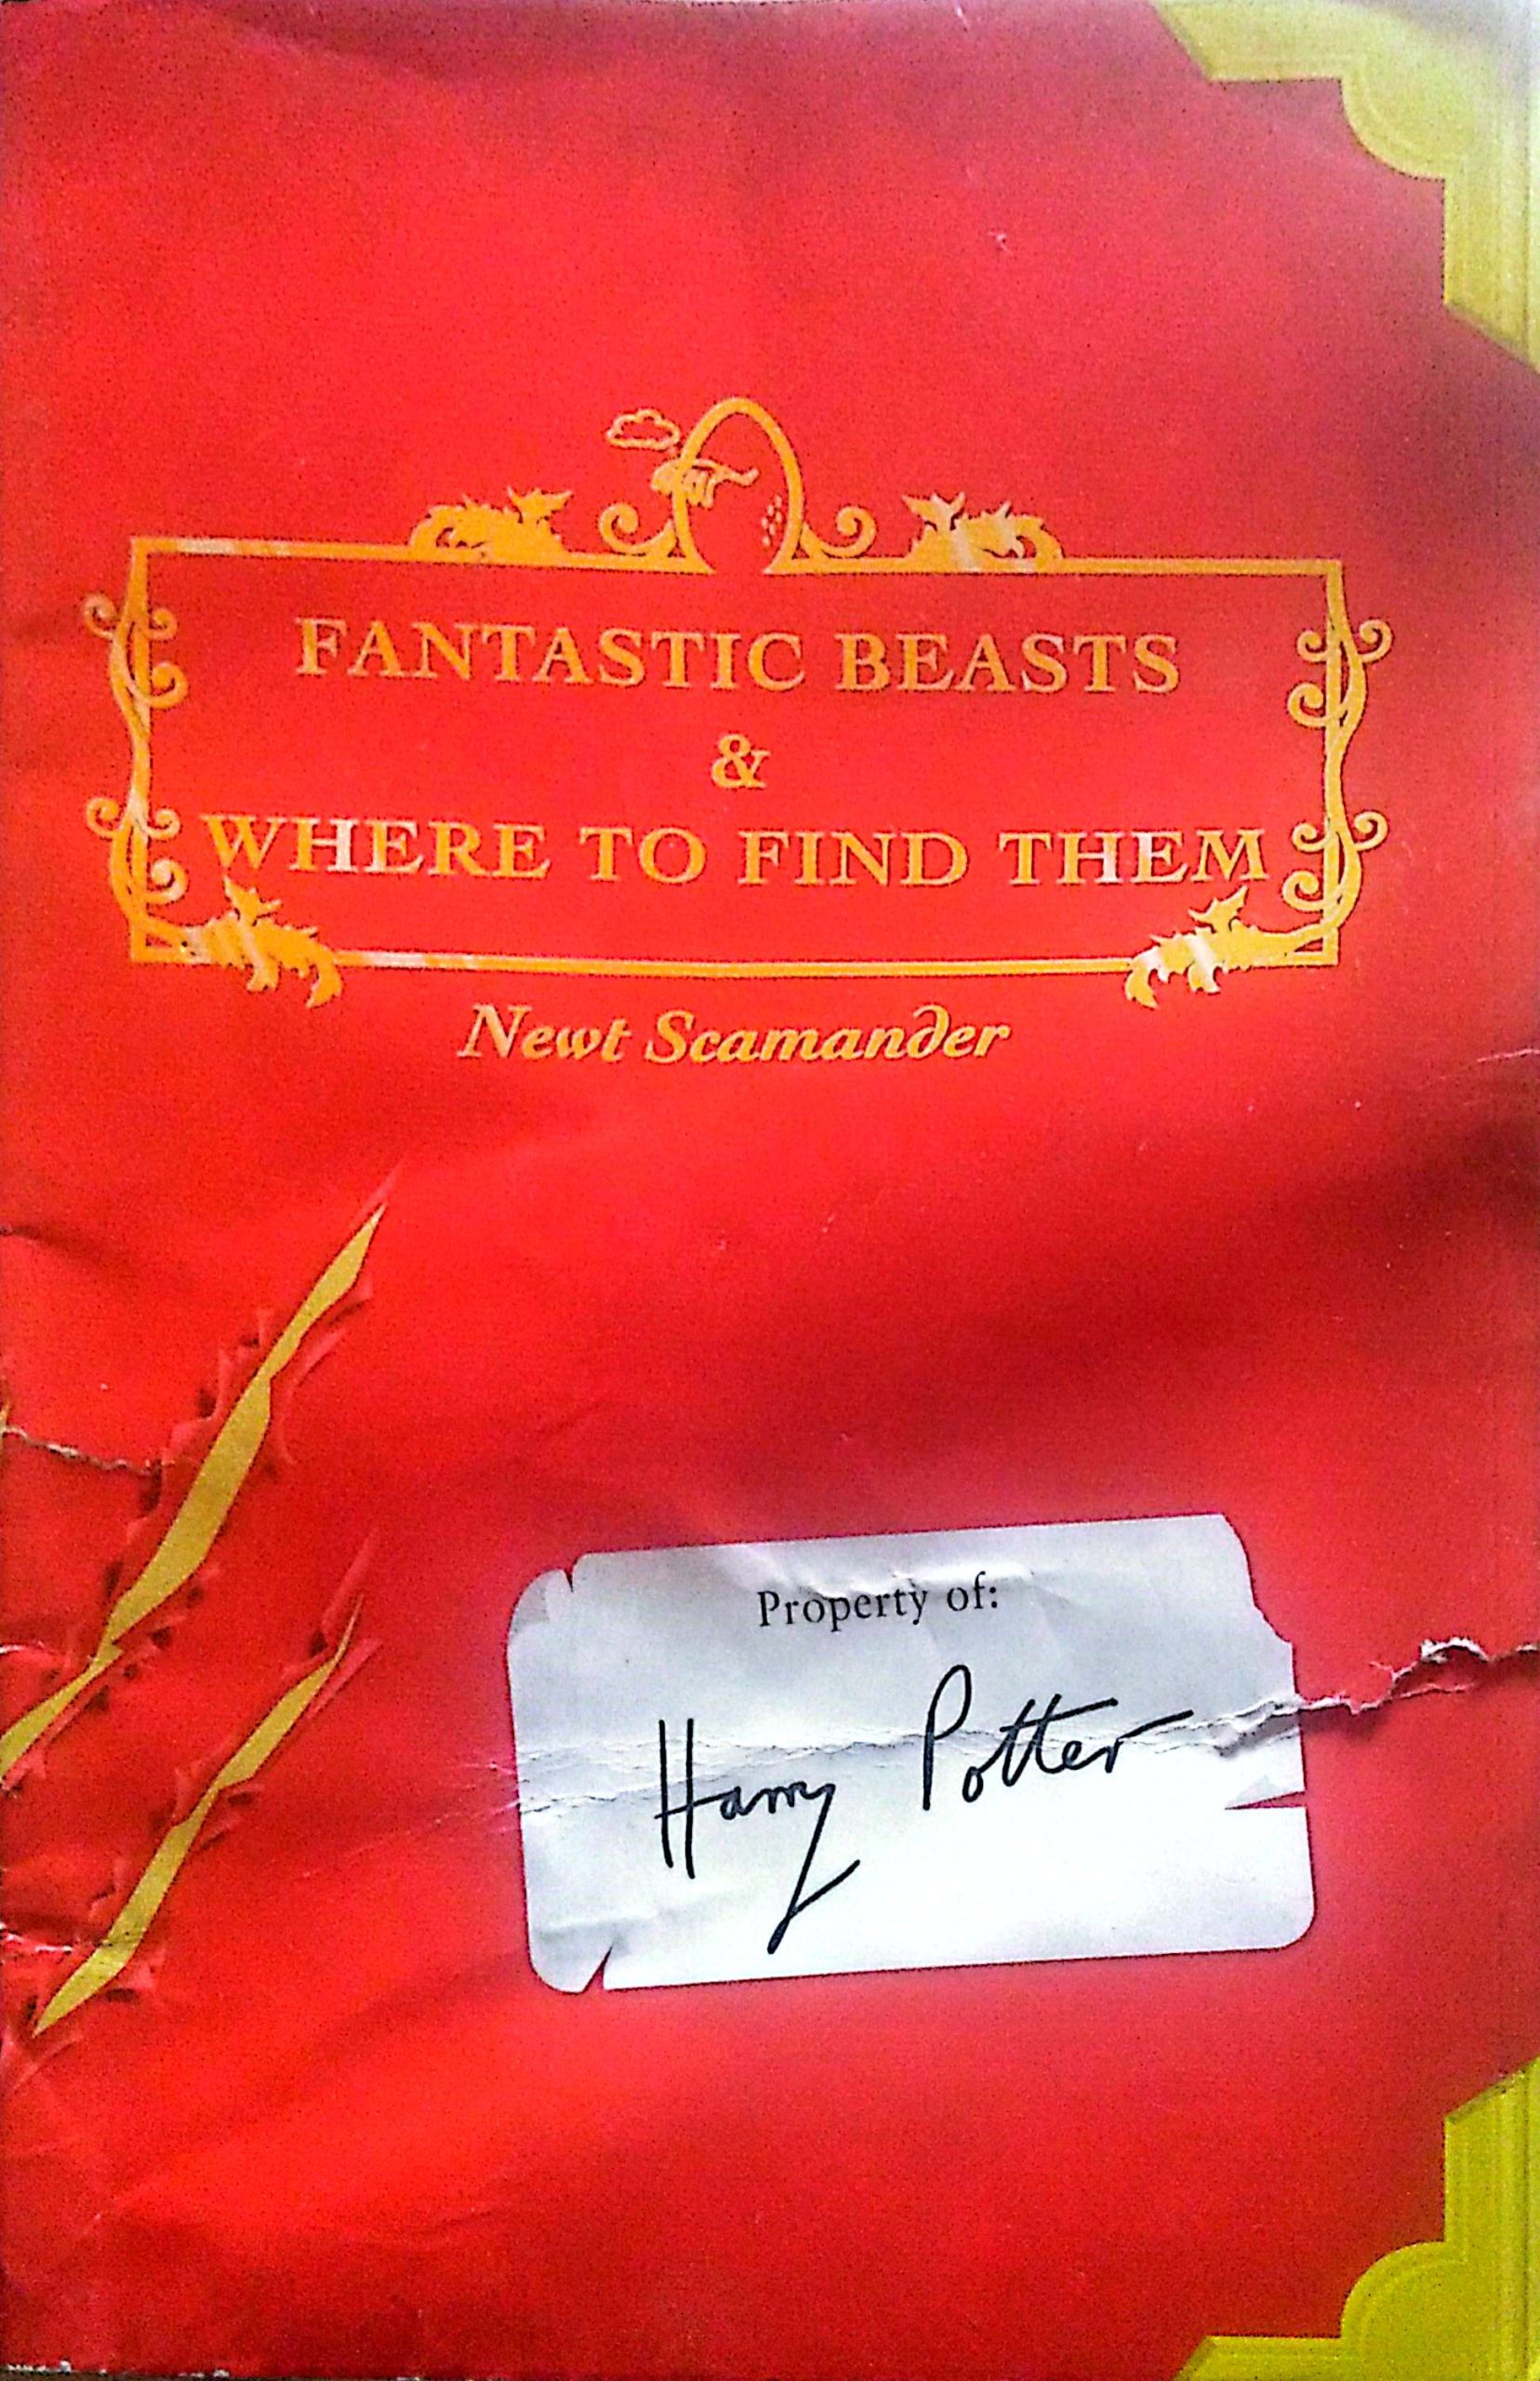 FANTASTIC BEASTS
&
WHERE TO FIND THEM
Newt Scamander
Property of:
Harry Potter